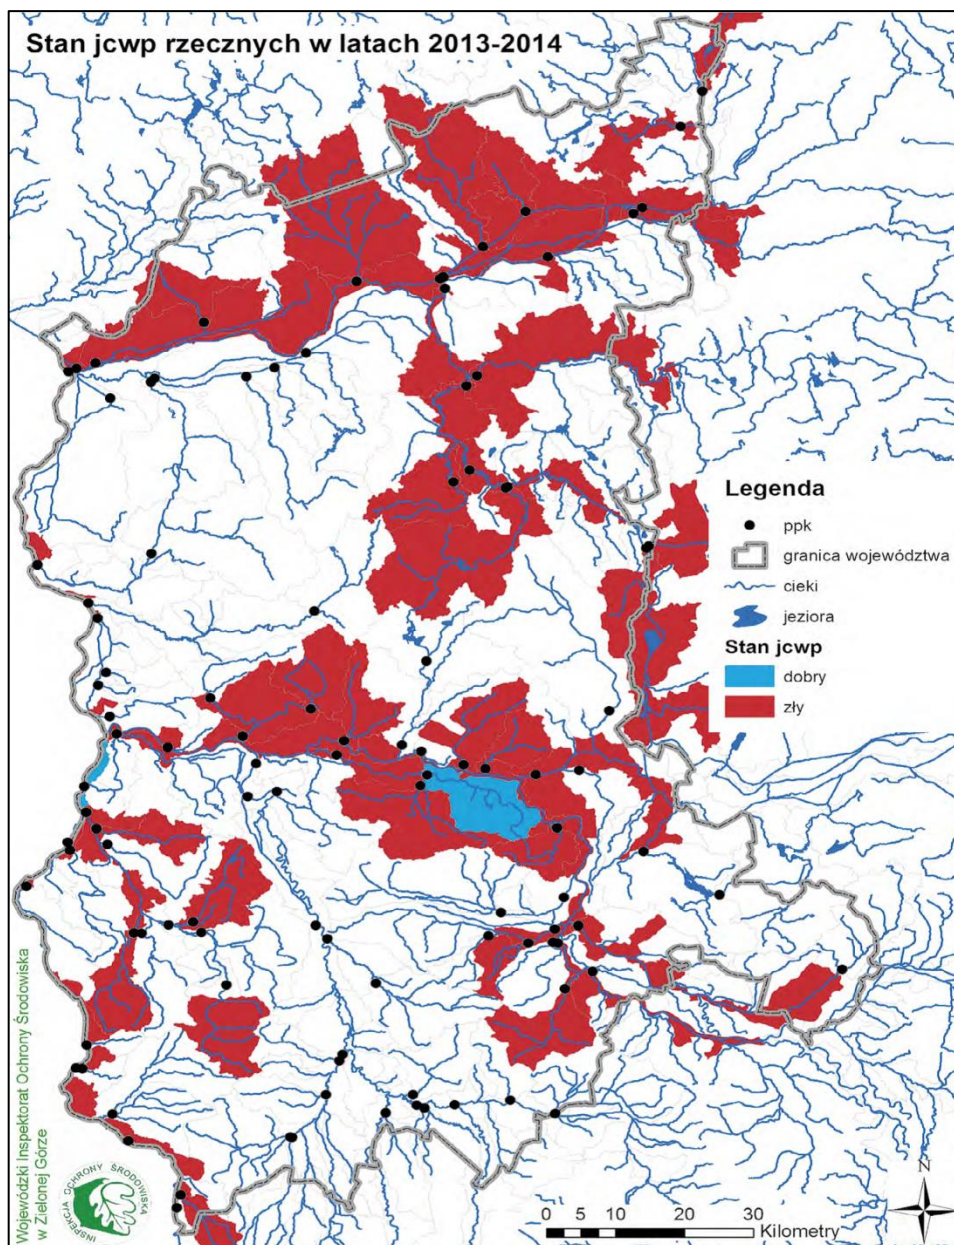 Stan jcwp rzecznych w latach 2013-2014
Legenda
ppk
granica województwa
cieki
jeziora
Stan jcwp
dobry
zły
Wojewódzki Inspektorat Ochrony Środowiska
w Zielonej Górze
INSPEKCJA OCHRONY ŚRODOWISKA
N
0 5 10 20 30
Kilometry